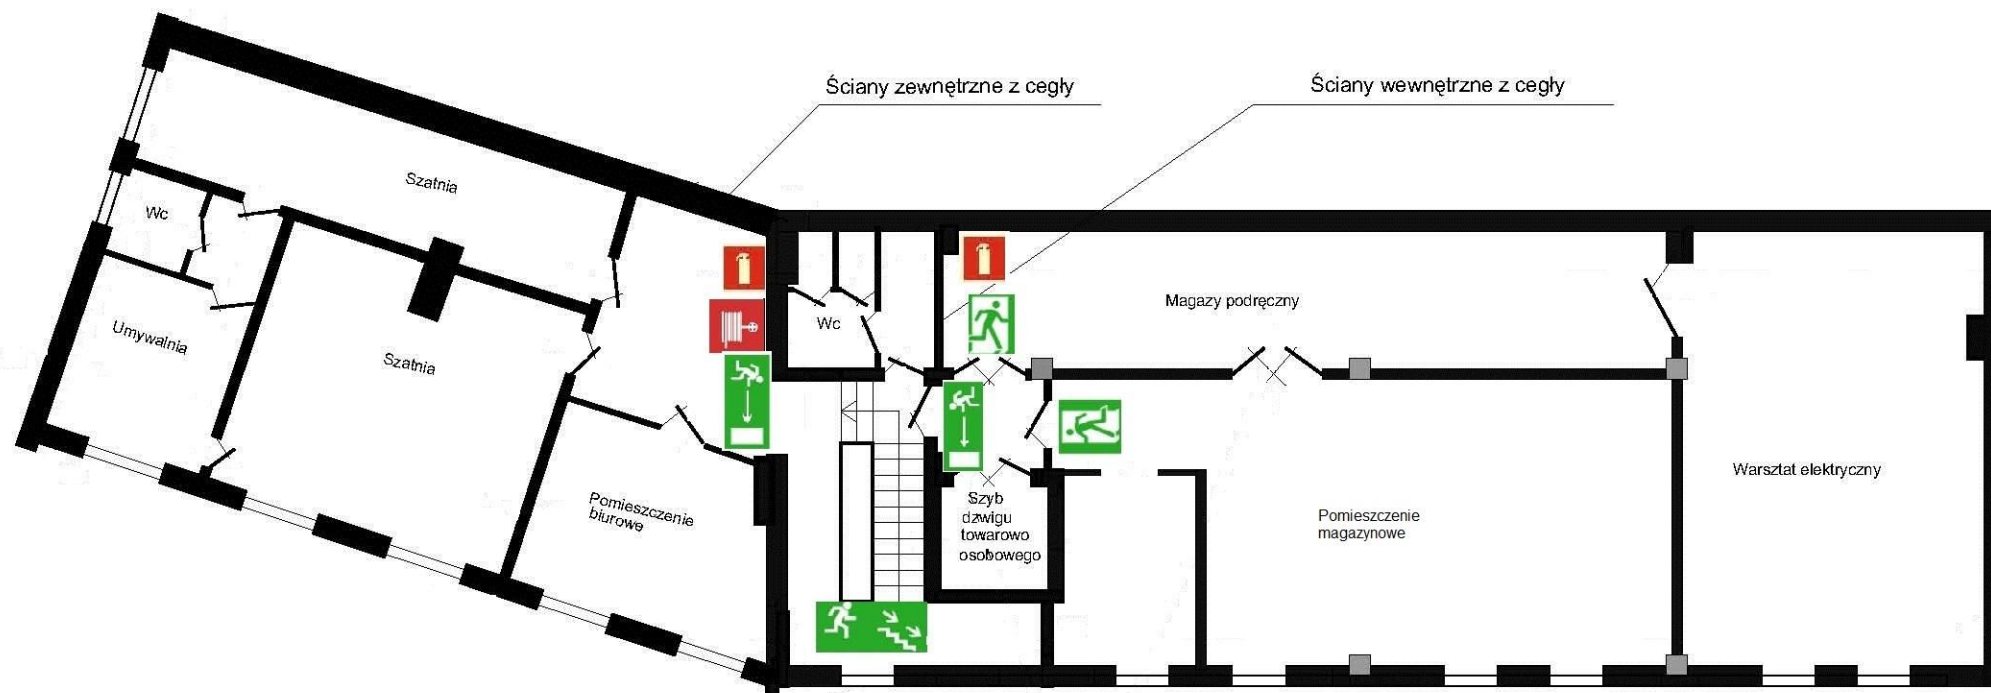 Ściany zewnętrzne z cegły
Ściany wewnętrzne z cegły
Szatnia
Wc
Umywalnia
Szatnia
Pomieszczenie
biurowe
Wc
Magazy podręczny
Szyb
dzwigu
towarowo
osobowego
Pomieszczenie
magazynowe
Warsztat elektryczny